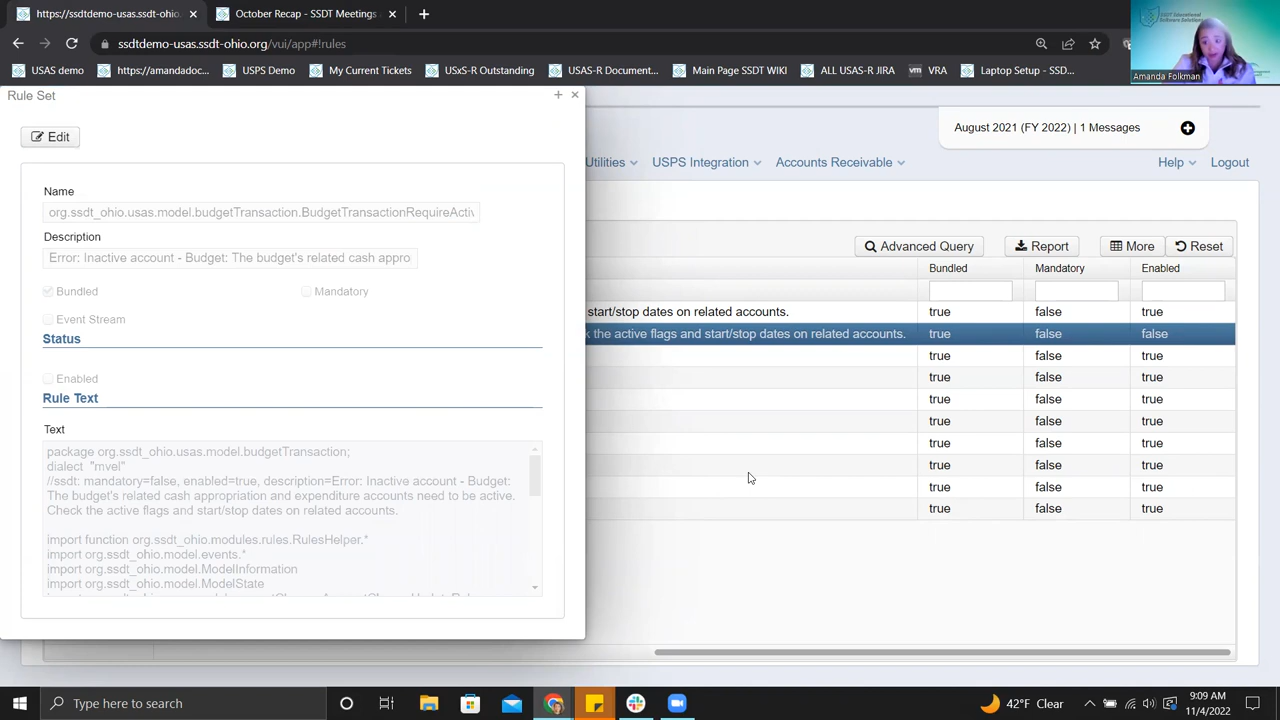 https://ssdtdemo-usas.ssdt-ohio.
October Recap - SSDT Meetings
ssdtdemo-usas.ssdt-ohio.org/vui/app#!rules
USAS demo
https://amandadoc...
USPS Demo
My Current Tickets
USxS-R Outstanding
USAS-R Document...
Main Page SSDT WIKI
ALL USAS-R JIRA
vm VRA
Laptop Setup - SSD...
Amanda Folkman
Rule Set
Edit
Name
org.ssdt_ohio.usas.model.budgetTransaction.BudgetTransactionRequireActiv
Description
Error: Inactive account - Budget: The budget's related cash appro
Bundled
Mandatory
Event Stream
Status
Enabled
Rule Text
Text
package org.ssdt_ohio.usas.model.budgetTransaction;
dialect "mvel"
//ssdt: mandatory=false, enabled=true, description=Error: Inactive account - Budget:
The budget's related cash appropriation and expenditure accounts need to be active.
Check the active flags and start/stop dates on related accounts.
import function org.ssdt_ohio.modules.rules.RulesHelper.*
import org.ssdt_ohio.model.events.*
import org.ssdt_ohio.model.ModelInformation
import org.ssdt_ohio.model.ModelState
August 2021 (FY 2022) | 1 Messages
Utilities
USPS Integration
Accounts Receivable
Help
Logout
Advanced Query
Report
More
Reset
Bundled Mandatory Enabled
start/stop dates on related accounts. true false true
the active flags and start/stop dates on related accounts. true false false
true false true
true false true
true false true
true false true
true false true
true false true
true false true
true false true
Type here to search
42°F Clear
9:09 AM
11/4/2022